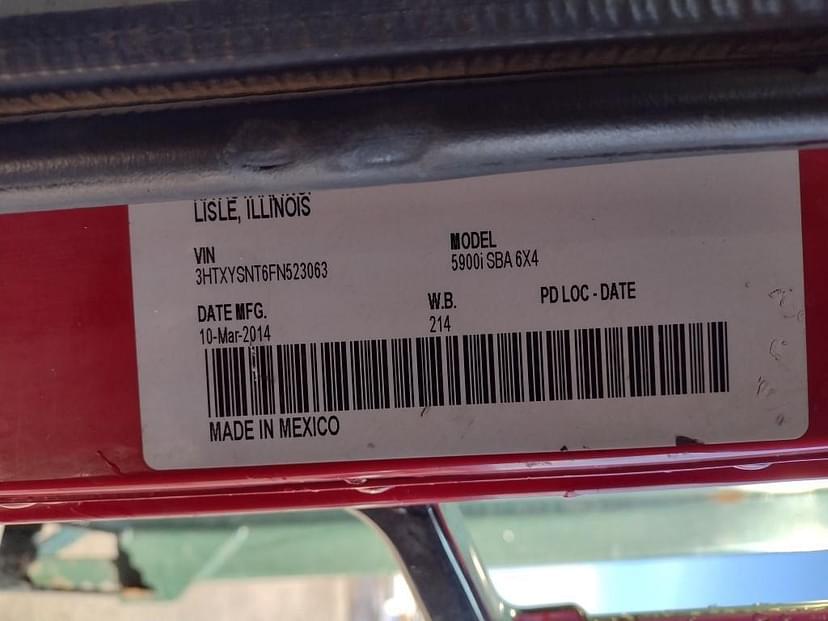 LISLE, ILLINOIS
VIN
3HTXYSNT6FN523063
MODEL
5900i SBA 6X4
DATE MFG.
10-Mar-2014
W.B.
214
PD LOC - DATE
MADE IN MEXICO